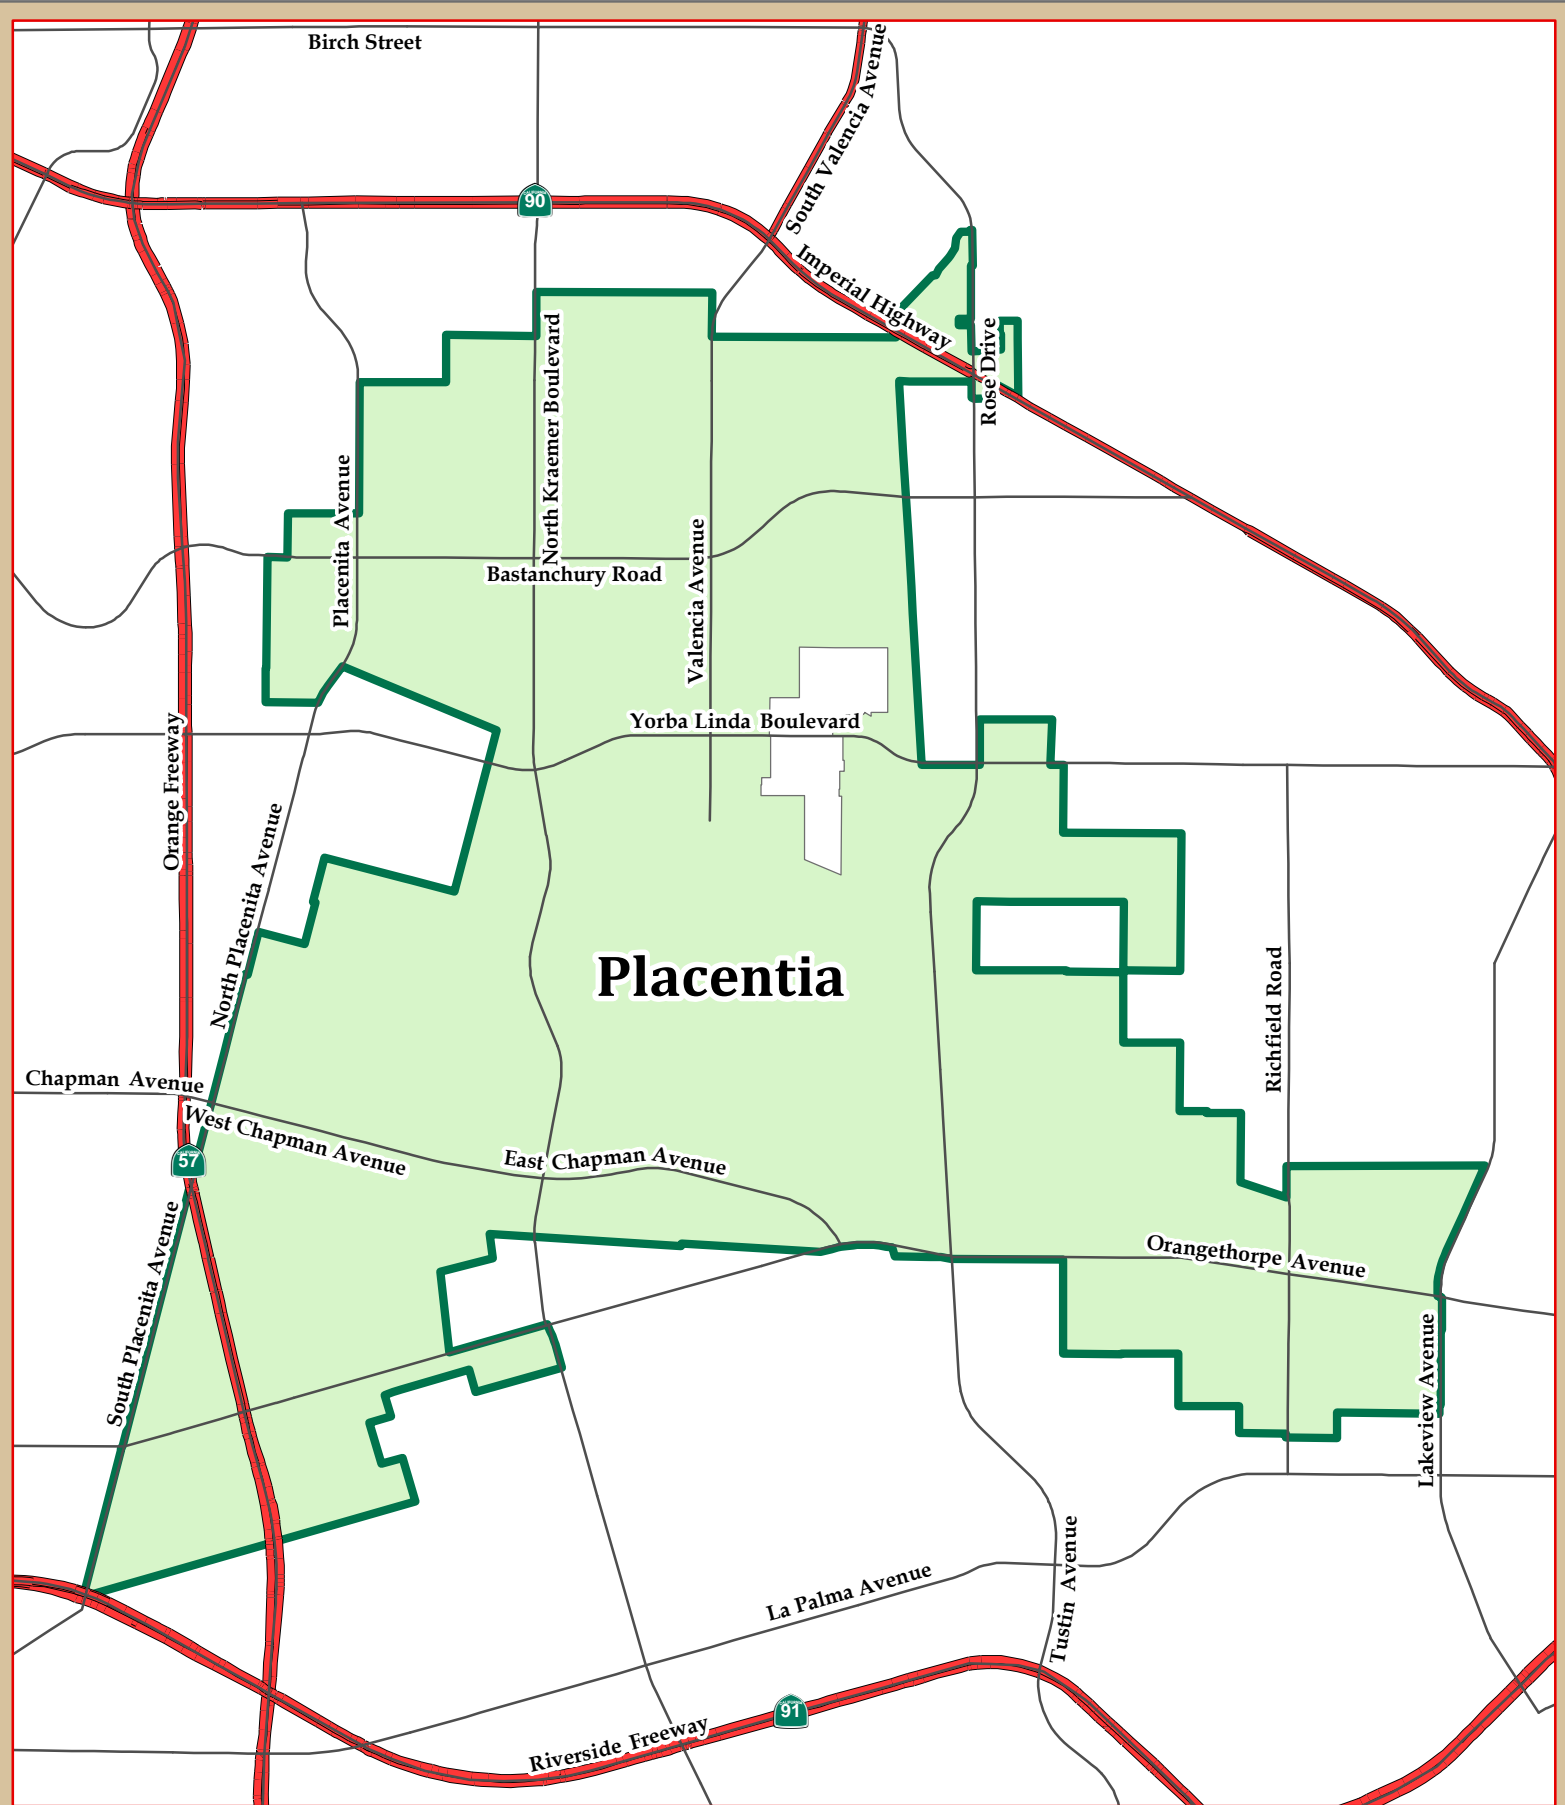 Birch Street
South Valencia Avenue
90
Imperial Highway
Rose Drive
North Kraemer Boulevard
Placenita Avenue
Valencia Avenue
Bastanchury Road
Yorba Linda Boulevard
Orange Freeway
North Placenita Avenue
Placentia
Richfield Road
Chapman Avenue
West Chapman Avenue
East Chapman Avenue
57
South Placenita Avenue
Orangethorpe Avenue
Lakeview Avenue
Tustin Avenue
La Palma Avenue
91
Riverside Freeway